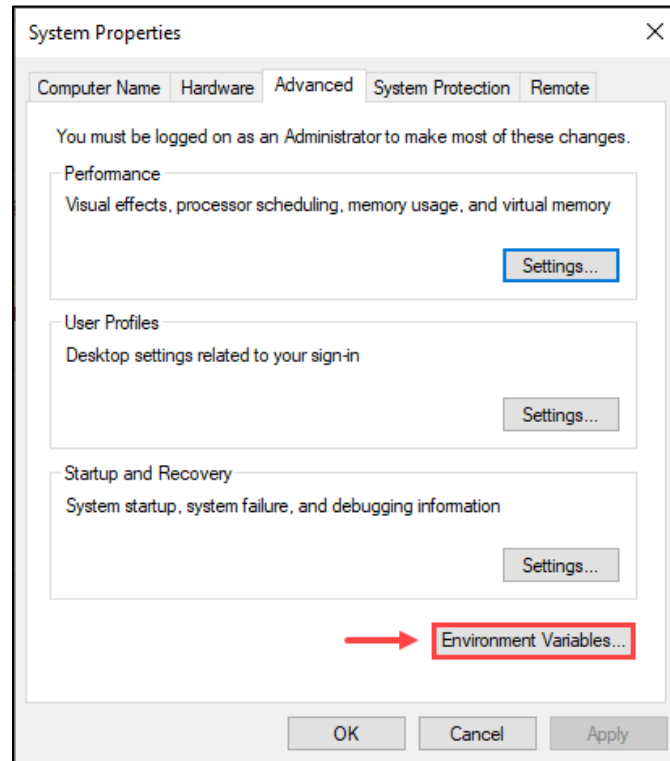 System Properties
Computer Name Hardware Advanced System Protection Remote
You must be logged on as an Administrator to make most of these changes.
Performance
Visual effects, processor scheduling, memory usage, and virtual memory
Settings...
User Profiles
Desktop settings related to your sign-in
Settings...
Startup and Recovery
System startup, system failure, and debugging information
Settings...
Environment Variables...
OK Cancel Apply